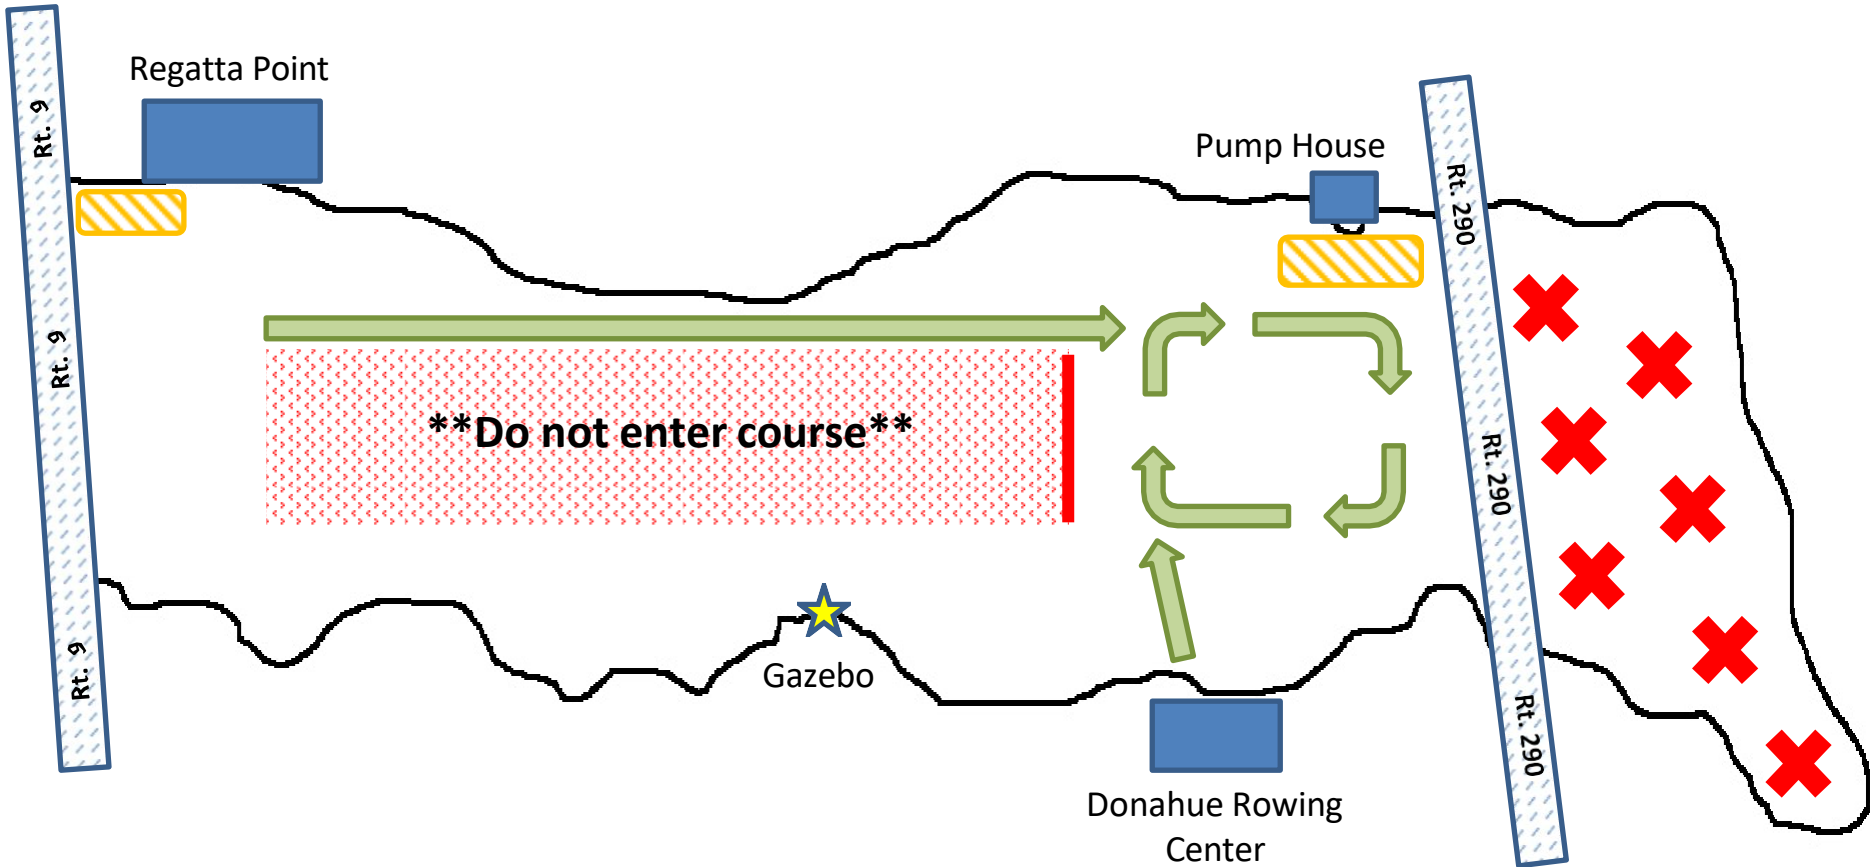 Regatta Point
Rt. 9
Pump House
Rt. 290
Rt. 9
**Do not enter course**
Rt. 290
Rt. 9
Gazebo
Rt. 290
Donahue Rowing
Center